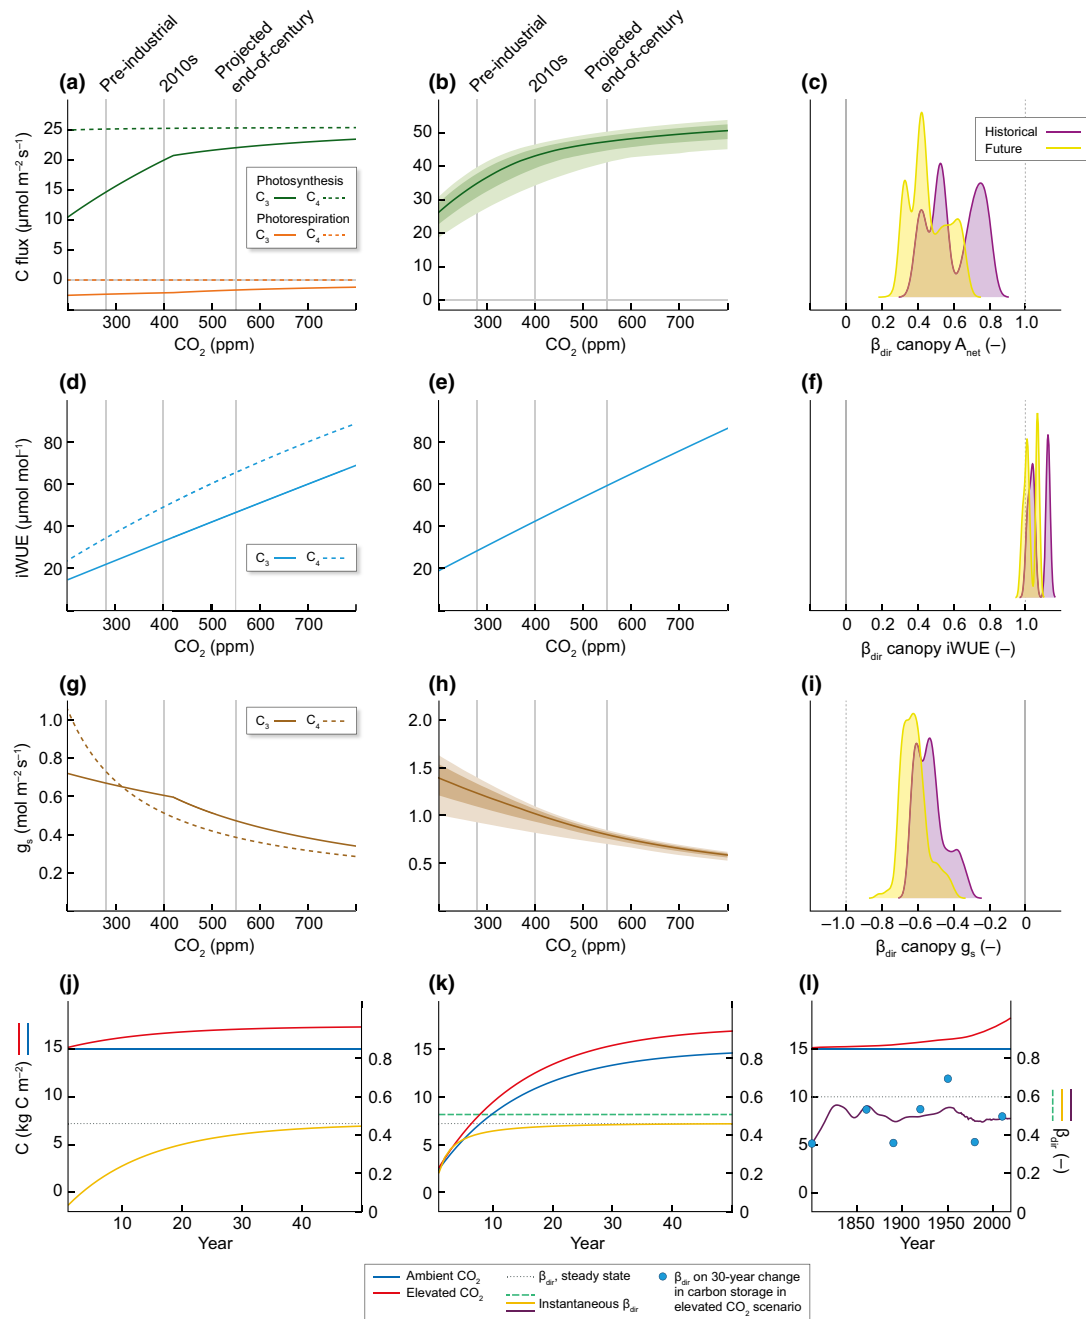 Pre-industrial
2010s
Projected
end-of-century
Pre-industrial
2010s
Projected
end-of-century
(a)
(b)
(c)
C flux (μmol m⁻² s⁻¹)
25
20
15
10
5
0
Photosynthesis
C₃ C₄
Photorespiration
C₃ C₄
300 400 500 600 700
CO₂ (ppm)
50
40
30
20
10
0
300 400 500 600 700
CO₂ (ppm)
Historical
Future
0 0.2 0.4 0.6 0.8 1.0
β_dir canopy A_net (–)
(d)
(e)
(f)
iWUE (μmol mol⁻¹)
80
60
40
20
C₃ C₄
300 400 500 600 700
CO₂ (ppm)
80
60
40
20
300 400 500 600 700
CO₂ (ppm)
0 0.2 0.4 0.6 0.8 1.0
β_dir canopy iWUE (–)
(g)
(h)
(i)
g_s (mol m⁻² s⁻¹)
1.0
0.8
0.6
0.4
0.2
C₃ C₄
300 400 500 600 700
CO₂ (ppm)
2.0
1.5
1.0
0.5
300 400 500 600 700
CO₂ (ppm)
–1.0 –0.8 –0.6 –0.4 –0.2 0
β_dir canopy g_s (–)
(j)
(k)
(l)
C (kg C m⁻²)
15
10
5
0
0.8
0.6
0.4
0.2
0
10 20 30 40
Year
15
10
5
0
0.8
0.6
0.4
0.2
0
10 20 30 40
Year
15
10
5
0
0.8
0.6
0.4
0.2
0
1850 1900 1950 2000
Year
β_dir (–)
Ambient CO₂
Elevated CO₂
β_dir, steady state
Instantaneous β_dir
β_dir on 30-year change
in carbon storage in
elevated CO₂ scenario